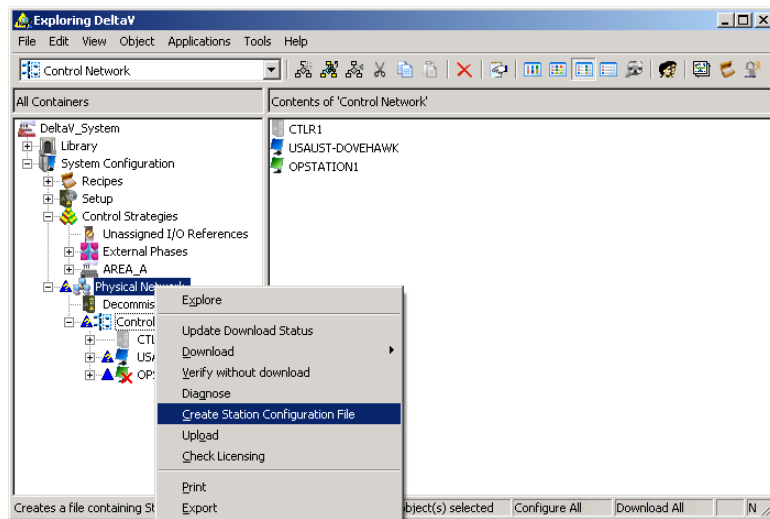 Exploring DeltaV
File Edit View Object Applications Tools Help
Control Network
All Containers
Contents of 'Control Network'
DeltaV_System
Library
System Configuration
Recipes
Setup
Control Strategies
Unassigned I/O References
External Phases
AREA_A
Physical Network
Decommis
Control
CTL
USA
OPS
CTLR1
USAUST-DOVEHAWK
OPSTATION1
Explore
Update Download Status
Download
Verify without download
Diagnose
Create Station Configuration File
Upload
Check Licensing
Print
Export
Creates a file containing St
bject(s) selected
Configure All
Download All
N